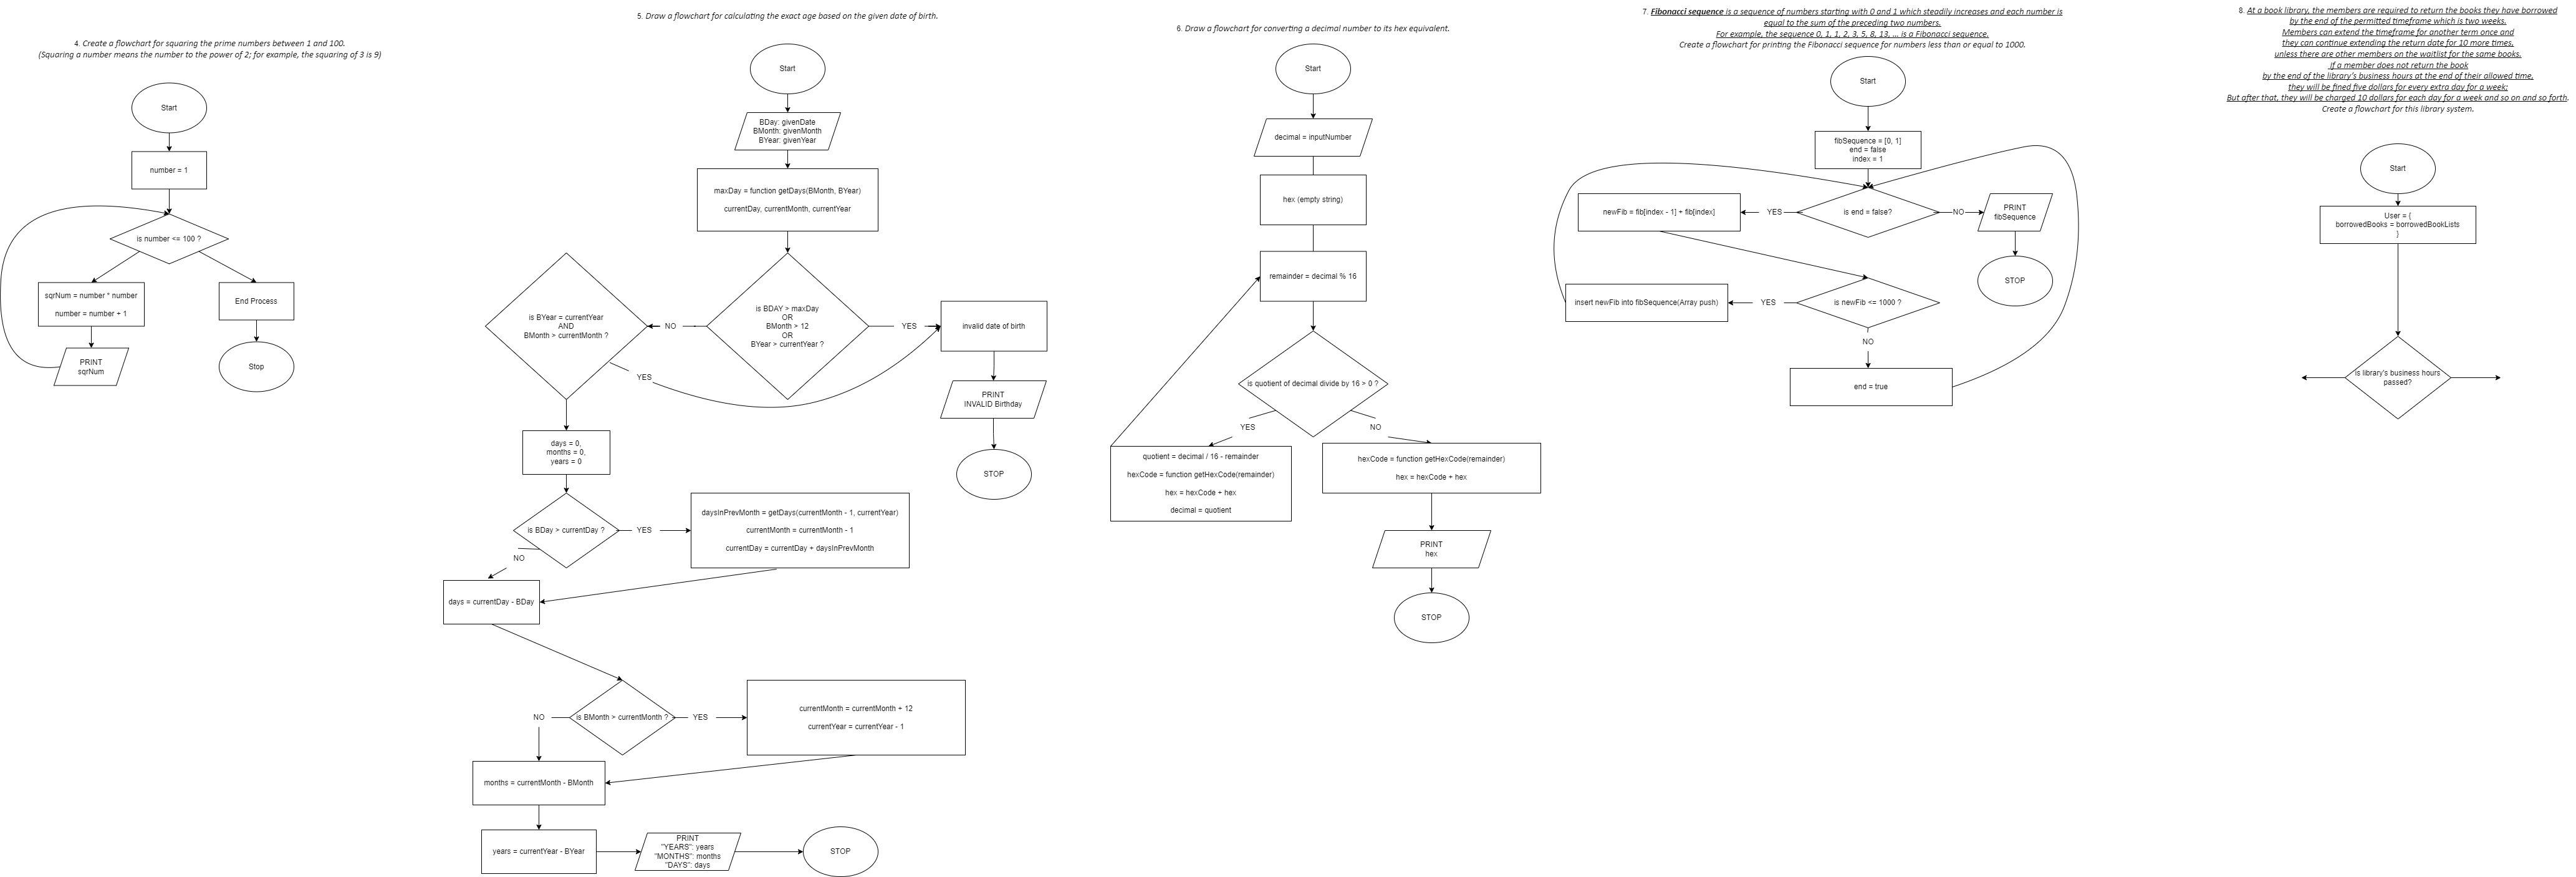 4. Create a flowchart for squaring the prime numbers between 1 and 100.
(Squaring a number means the number to the power of 2; for example, the squaring of 3 is 9)
Start
number = 1
is number <= 100 ?
sqrNum = number * number
number = number + 1
End Process
PRINT
sqrNum
Stop
5. Draw a flowchart for calculating the exact age based on the given date of birth.
Start
BDay: givenDate
BMonth: givenMonth
BYear: givenYear
maxDay = function getDays(BMonth, BYear)
currentDay, currentMonth, currentYear
is BDAY > maxDay
OR
BMonth > 12
OR
BYear > currentYear ?
NO
YES
is BYear = currentYear
AND
BMonth > currentMonth ?
YES
invalid date of birth
PRINT
INVALID Birthday
STOP
days = 0,
months = 0,
years = 0
is BDay > currentDay ?
YES
NO
daysInPrevMonth = getDays(currentMonth - 1, currentYear)
currentMonth = currentMonth - 1
currentDay = currentDay + daysInPrevMonth
days = currentDay - BDay
is BMonth > currentMonth ?
NO
YES
currentMonth = currentMonth + 12
currentYear = currentYear - 1
months = currentMonth - BMonth
years = currentYear - BYear
PRINT
"YEARS": years
"MONTHS": months
"DAYS": days
STOP
6. Draw a flowchart for converting a decimal number to its hex equivalent.
Start
decimal = inputNumber
hex (empty string)
remainder = decimal % 16
is quotient of decimal divide by 16 > 0 ?
YES
NO
quotient = decimal / 16 - remainder
hexCode = function getHexCode(remainder)
hex = hexCode + hex
decimal = quotient
hexCode = function getHexCode(remainder)
hex = hexCode + hex
PRINT
hex
STOP
7. Fibonacci sequence is a sequence of numbers starting with 0 and 1 which steadily increases and each number is
equal to the sum of the preceding two numbers.
For example, the sequence 0, 1, 1, 2, 3, 5, 8, 13, ... is a Fibonacci sequence.
Create a flowchart for printing the Fibonacci sequence for numbers less than or equal to 1000.
Start
fibSequence = [0, 1]
end = false
index = 1
is end = false?
YES
NO
newFib = fib[index - 1] + fib[index]
PRINT
fibSequence
STOP
is newFib <= 1000 ?
YES
NO
insert newFib into fibSequence(Array push)
end = true
8. At a book library, the members are required to return the books they have borrowed
by the end of the permitted timeframe which is two weeks.
Members can extend the timeframe for another term once and
they can continue extending the return date for 10 more times,
unless there are other members on the waitlist for the same books.
If a member does not return the book
by the end of the library's business hours at the end of their allowed time,
they will be fined five dollars for every extra day for a week;
But after that, they will be charged 10 dollars for each day for a week and so on and so forth.
Create a flowchart for this library system.
Start
User = {
borrowedBooks = borrowedBookLists
}
is library's business hours
passed?